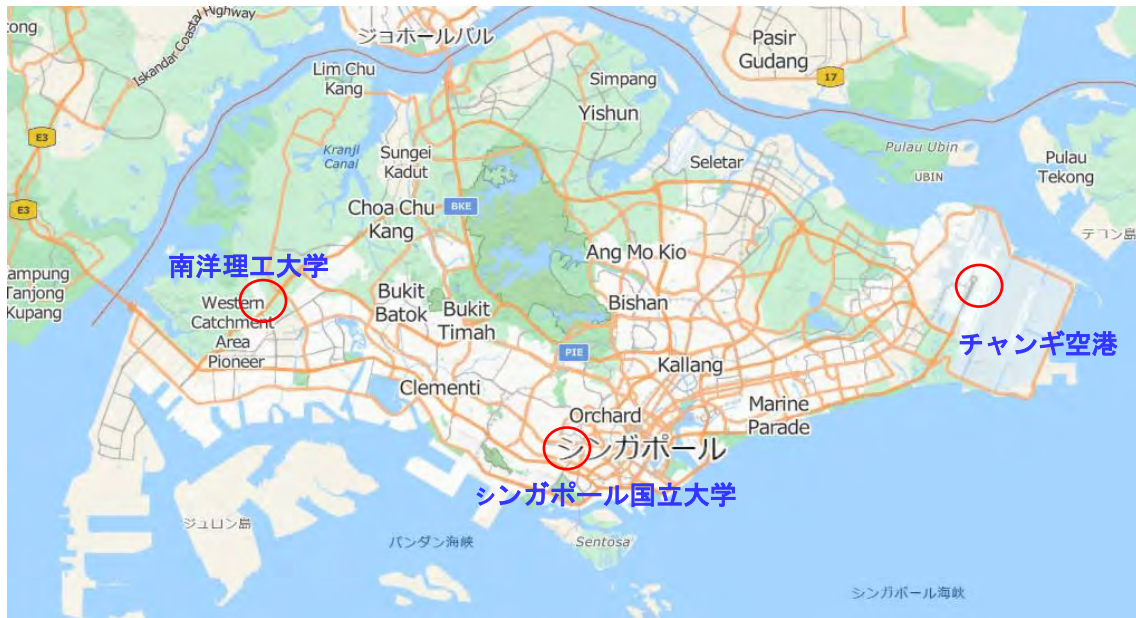 ong
Iskandar Coastal Highway
ジョホールバル
Pasir
Gudang
17
Lim Chu
Kang
Simpang
Yishun
E3
Kranji
Canal
Sungei
Kadut
Seletar
Pulau Ubin
UBIN
Pulau
Tekong
E3
Choa Chu
Kang
BKE
テコン島
南洋理工大学
Ang Mo Kio
ampung
Tanjong
Kupang
Western
Catchment
Area
Pioneer
Bukit
Batok
Bukit
Timah
Bishan
チャンギ空港
PIE
Kallang
Clementi
Orchard
Marine
Parade
シンガポール
シンガポール国立大学
ジュロン島
パンダン海峡
Sentosa
シンガポール海峡